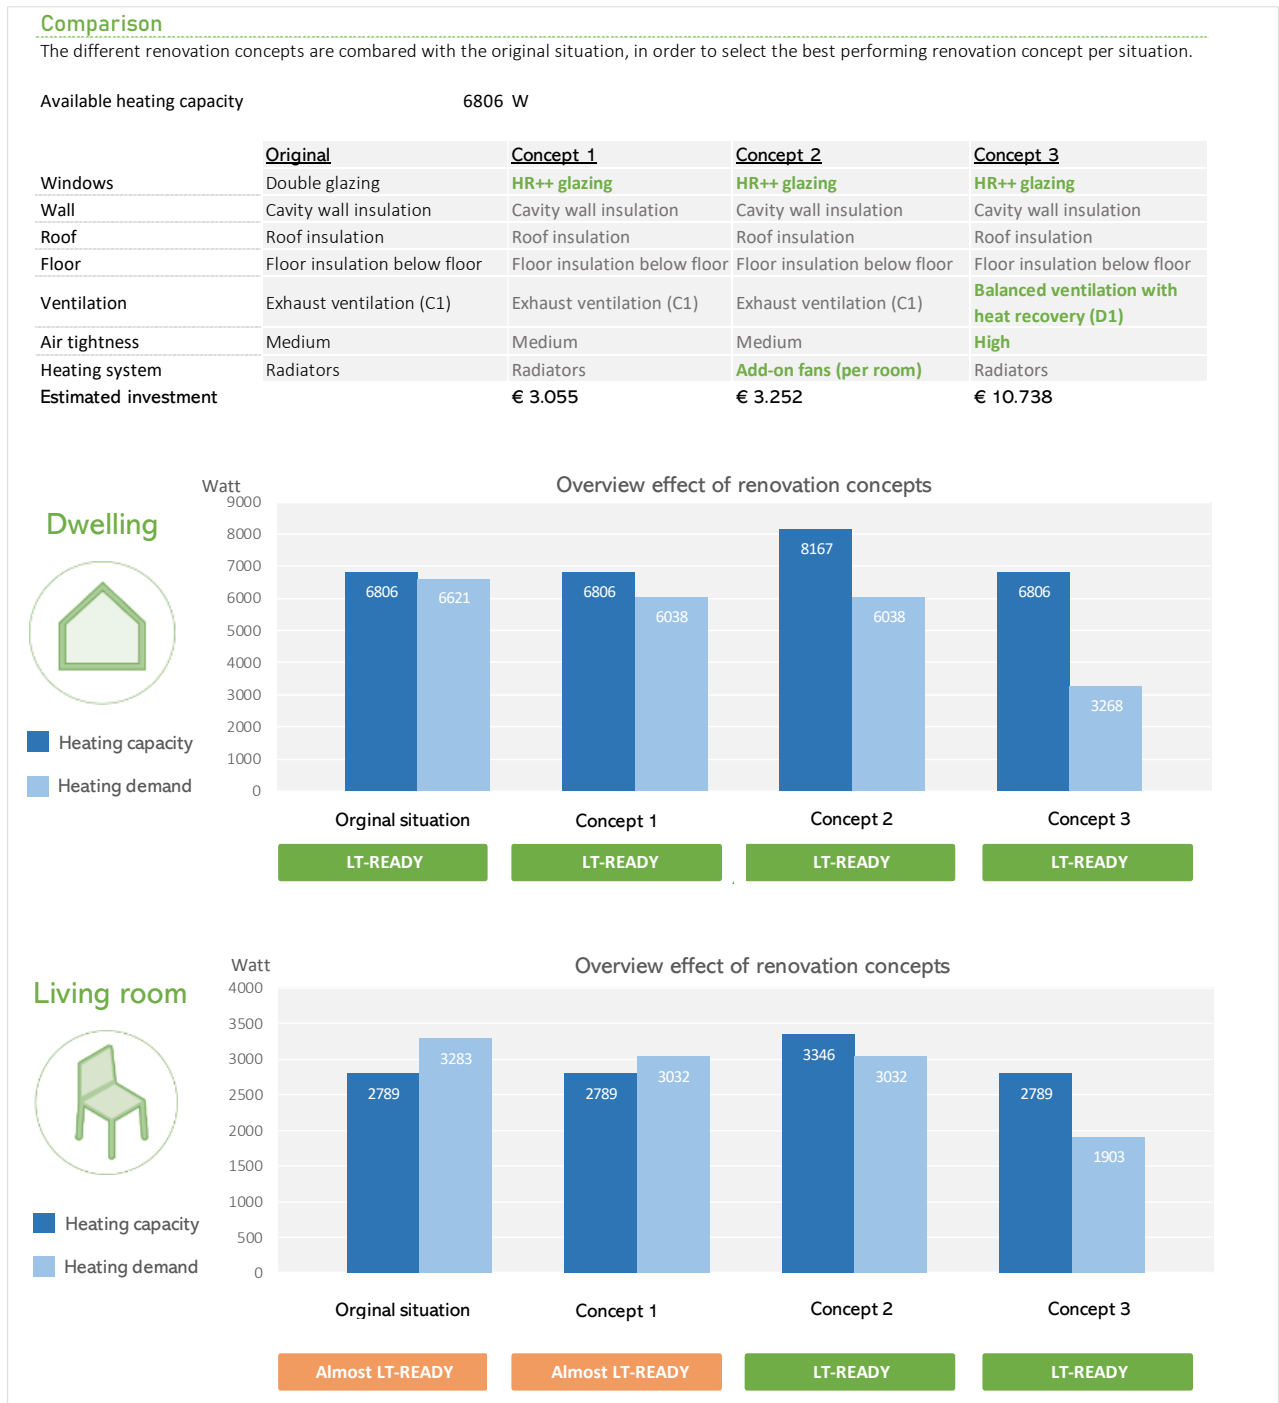 Comparison
The different renovation concepts are combared with the original situation, in order to select the best performing renovation concept per situation.
Available heating capacity 6806 W
Original Concept 1 Concept 2 Concept 3
Windows Double glazing HR++ glazing HR++ glazing HR++ glazing
Wall Cavity wall insulation Cavity wall insulation Cavity wall insulation Cavity wall insulation
Roof Roof insulation Roof insulation Roof insulation Roof insulation
Floor Floor insulation below floor Floor insulation below floor Floor insulation below floor Floor insulation below floor
Ventilation Exhaust ventilation (C1) Exhaust ventilation (C1) Exhaust ventilation (C1) Balanced ventilation with
heat recovery (D1)
Air tightness Medium Medium Medium High
Heating system Radiators Radiators Add-on fans (per room) Radiators
Estimated investment € 3.055 € 3.252 € 10.738
Watt Overview effect of renovation concepts
Dwelling
9000
8000
7000
6000
5000
4000
3000
2000
1000
0
6806 6621 6806 6038 8167 6038 6806 3268
Heating capacity
Heating demand
Orginal situation Concept 1 Concept 2 Concept 3
LT-READY LT-READY LT-READY LT-READY
Watt Overview effect of renovation concepts
Living room
4000
3500
3000
2500
2000
1500
1000
500
0
2789 3283 2789 3032 3346 3032 2789 1903
Heating capacity
Heating demand
Orginal situation Concept 1 Concept 2 Concept 3
Almost LT-READY Almost LT-READY LT-READY LT-READY